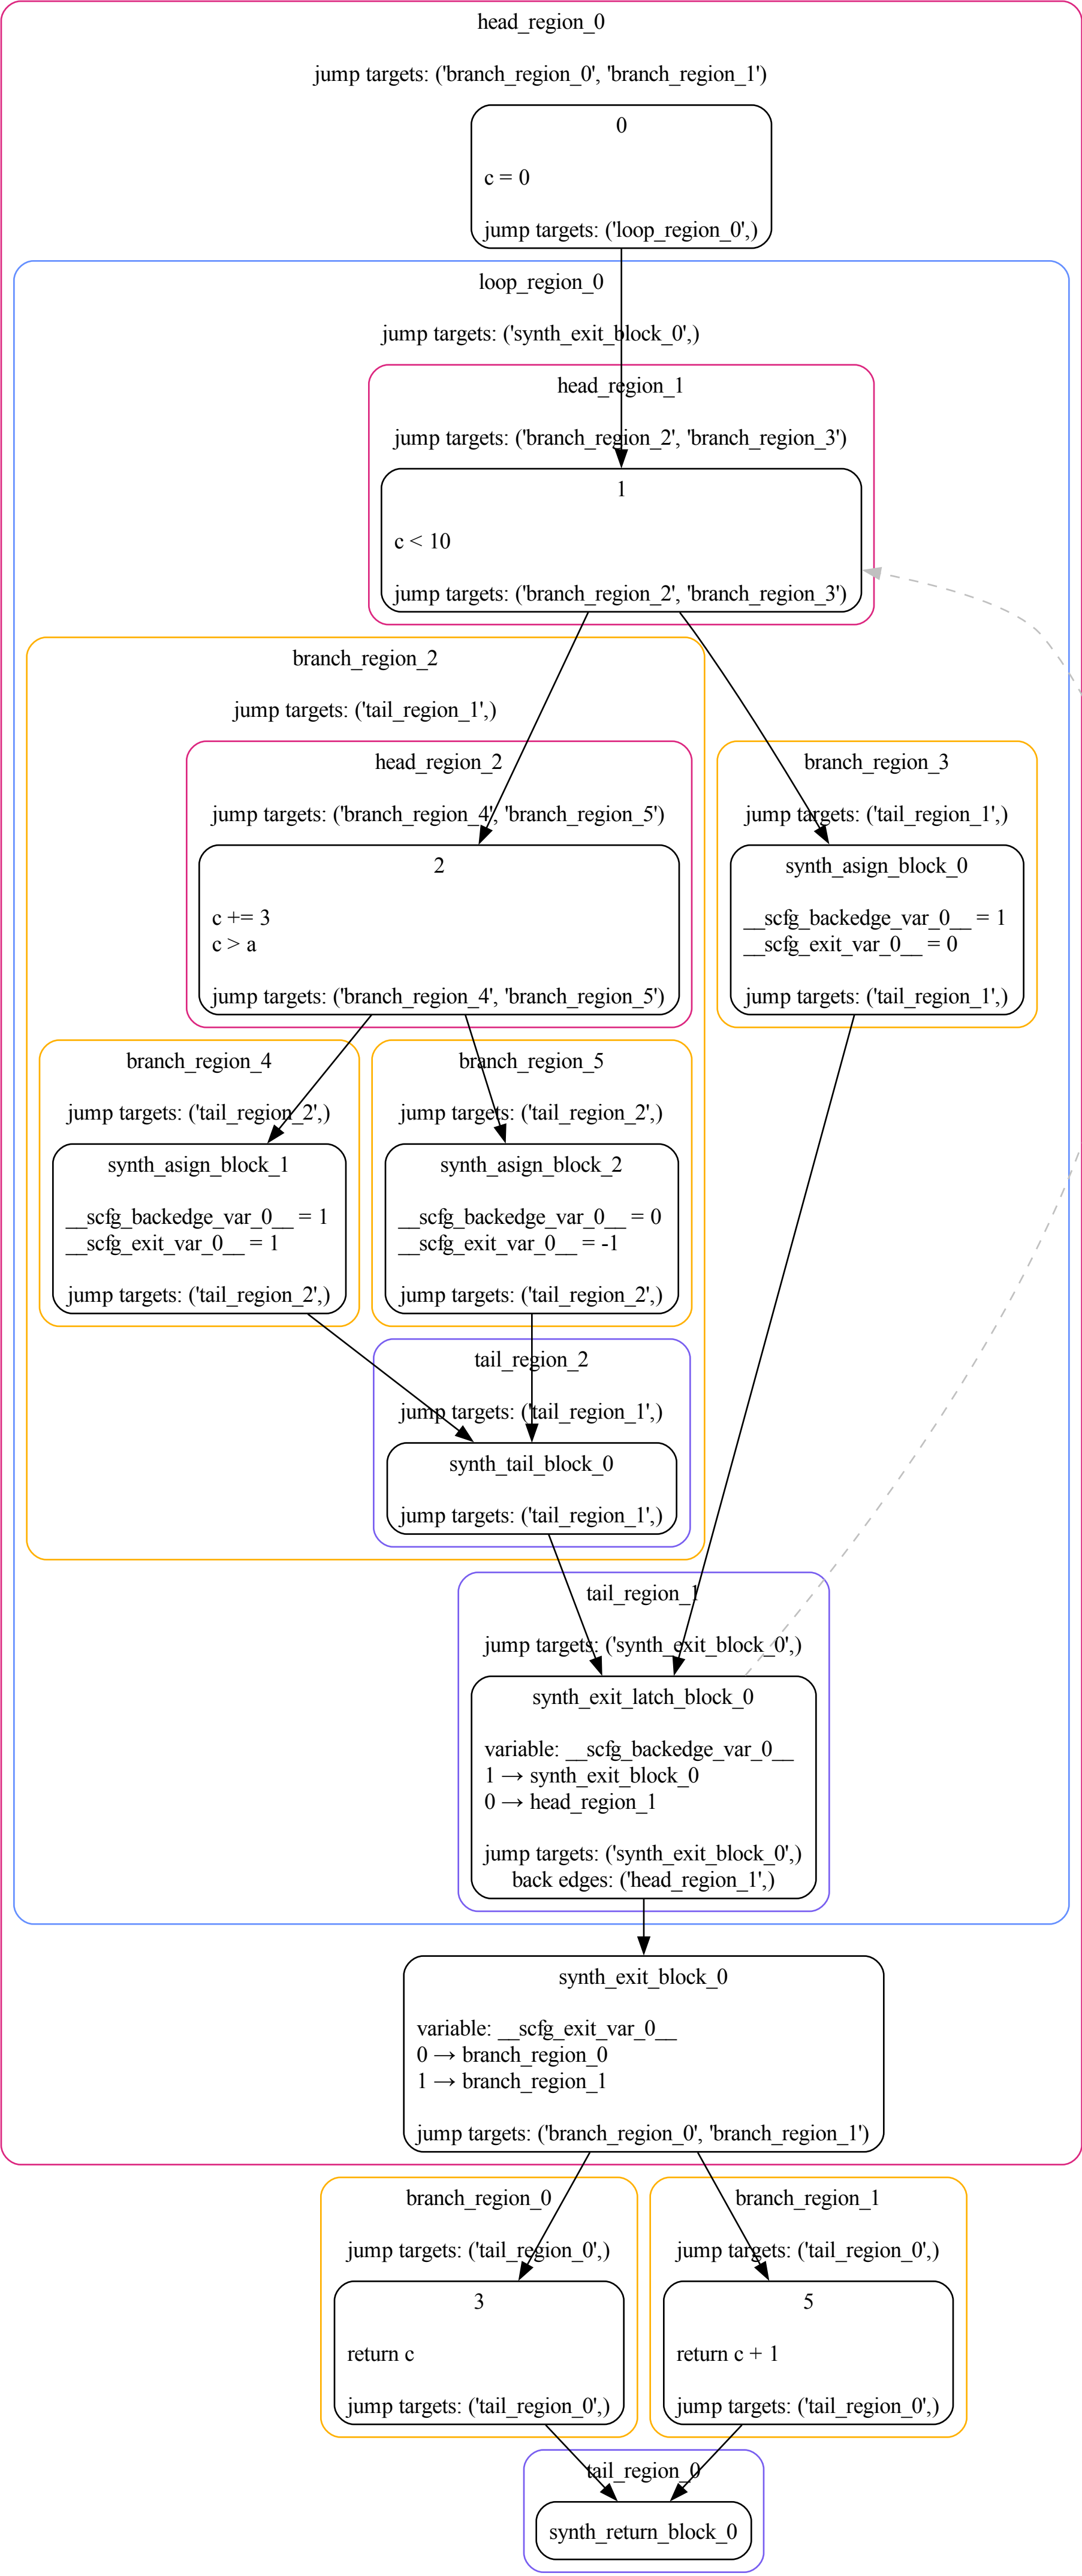 head_region_0
jump targets: ('branch_region_0', 'branch_region_1')
0
c = 0
jump targets: ('loop_region_0',)
loop_region_0
jump targets: ('synth_exit_block_0',)
head_region_1
jump targets: ('branch_region_2', 'branch_region_3')
1
c < 10
jump targets: ('branch_region_2', 'branch_region_3')
branch_region_2
jump targets: ('tail_region_1',)
head_region_2
jump targets: ('branch_region_4', 'branch_region_5')
2
c += 3
c > a
jump targets: ('branch_region_4', 'branch_region_5')
branch_region_3
jump targets: ('tail_region_1',)
synth_asign_block_0
__scfg_backedge_var_0__ = 1
__scfg_exit_var_0__ = 0
jump targets: ('tail_region_1',)
branch_region_4
jump targets: ('tail_region_2',)
synth_asign_block_1
__scfg_backedge_var_0__ = 1
__scfg_exit_var_0__ = 1
jump targets: ('tail_region_2',)
branch_region_5
jump targets: ('tail_region_2',)
synth_asign_block_2
__scfg_backedge_var_0__ = 0
__scfg_exit_var_0__ = -1
jump targets: ('tail_region_2',)
tail_region_2
jump targets: ('tail_region_1',)
synth_tail_block_0
jump targets: ('tail_region_1',)
tail_region_1
jump targets: ('synth_exit_block_0',)
synth_exit_latch_block_0
variable: __scfg_backedge_var_0__
1 → synth_exit_block_0
0 → head_region_1
jump targets: ('synth_exit_block_0',)
back edges: ('head_region_1',)
synth_exit_block_0
variable: __scfg_exit_var_0__
0 → branch_region_0
1 → branch_region_1
jump targets: ('branch_region_0', 'branch_region_1')
branch_region_0
jump targets: ('tail_region_0',)
3
return c
jump targets: ('tail_region_0',)
branch_region_1
jump targets: ('tail_region_0',)
5
return c + 1
jump targets: ('tail_region_0',)
tail_region_0
synth_return_block_0